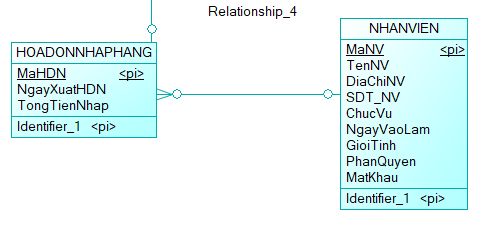 Relationship_4
HOADONNHAPHANG
MaHDN <pi>
NgayXuatHDN
TongTienNhap
Identifier_1 <pi>
NHANVIEN
MaNV <pi>
TenNV
DiaChiNV
SDT_NV
ChucVu
NgayVaoLam
GioiTinh
PhanQuyen
MatKhau
Identifier_1 <pi>